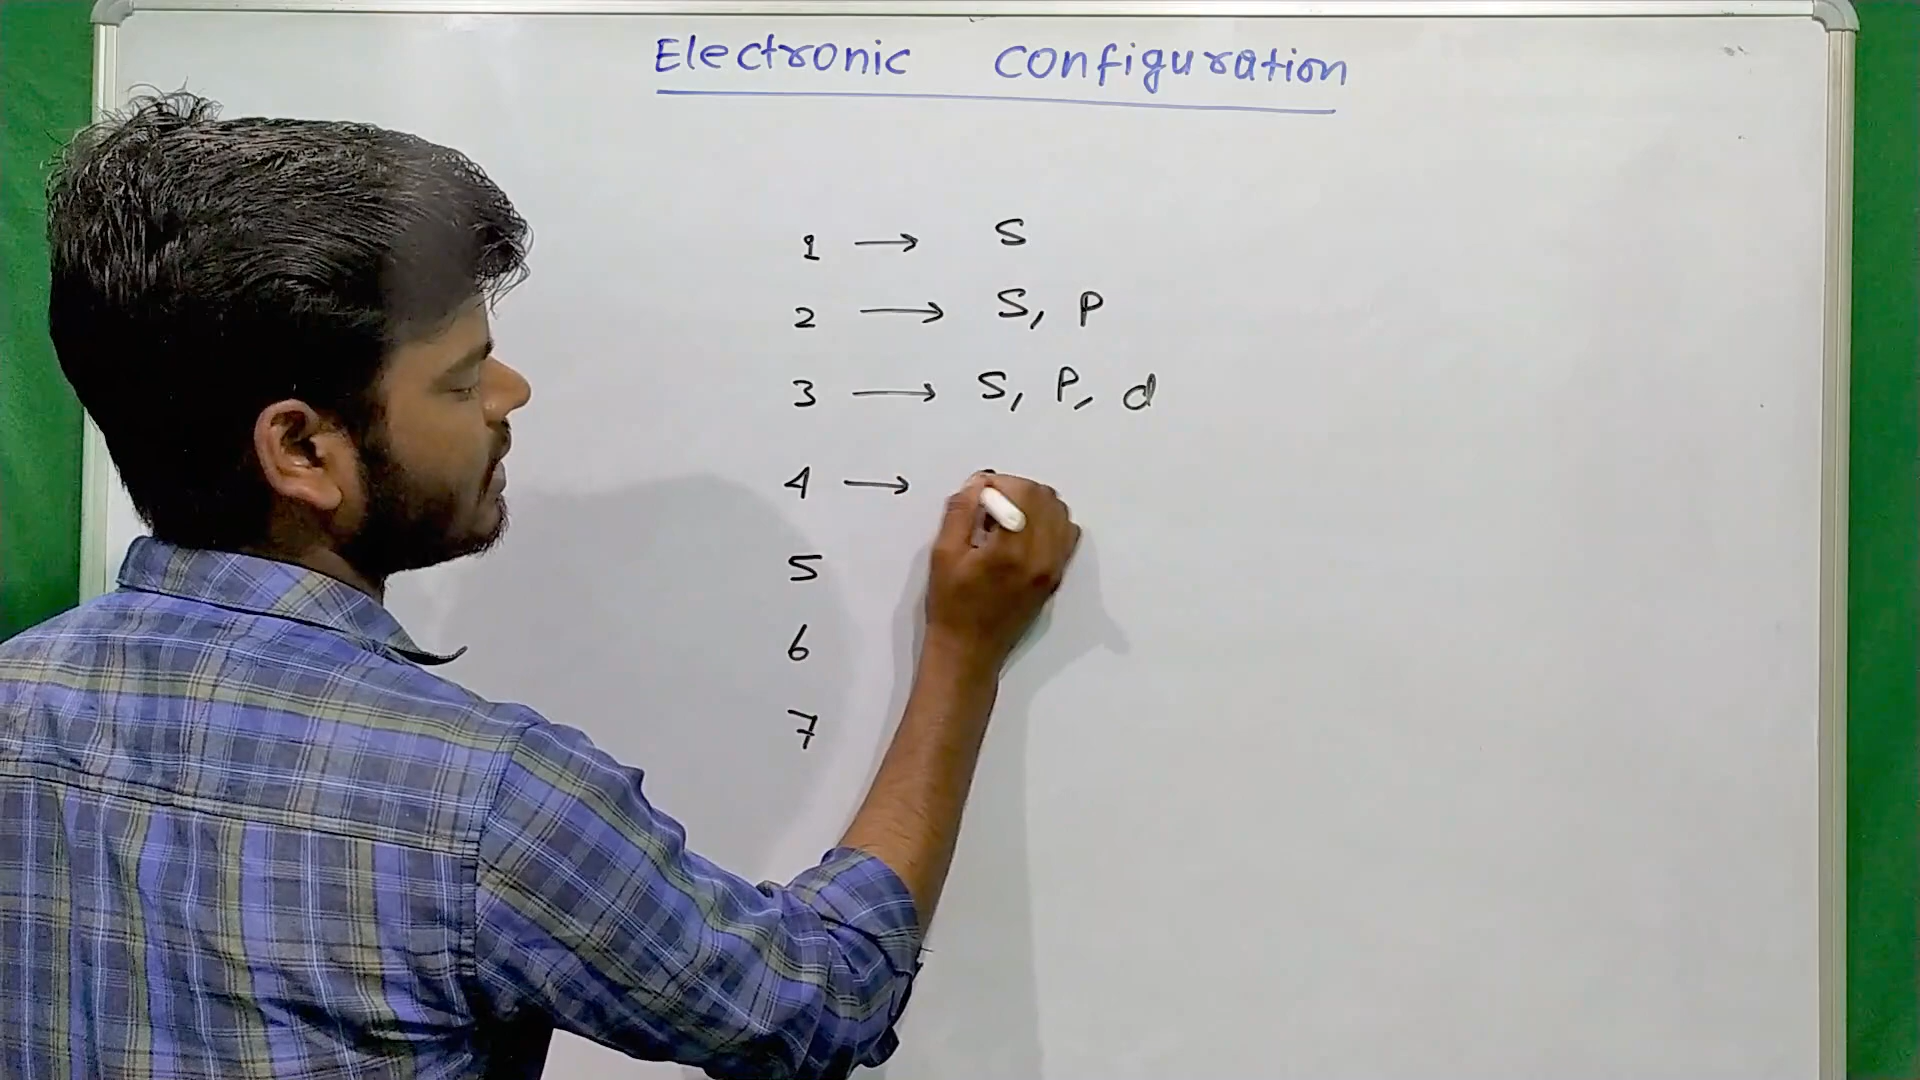 Electronic Configuration
1 → s
2 → s, p
3 → s, p, d
4 →
5
6
7